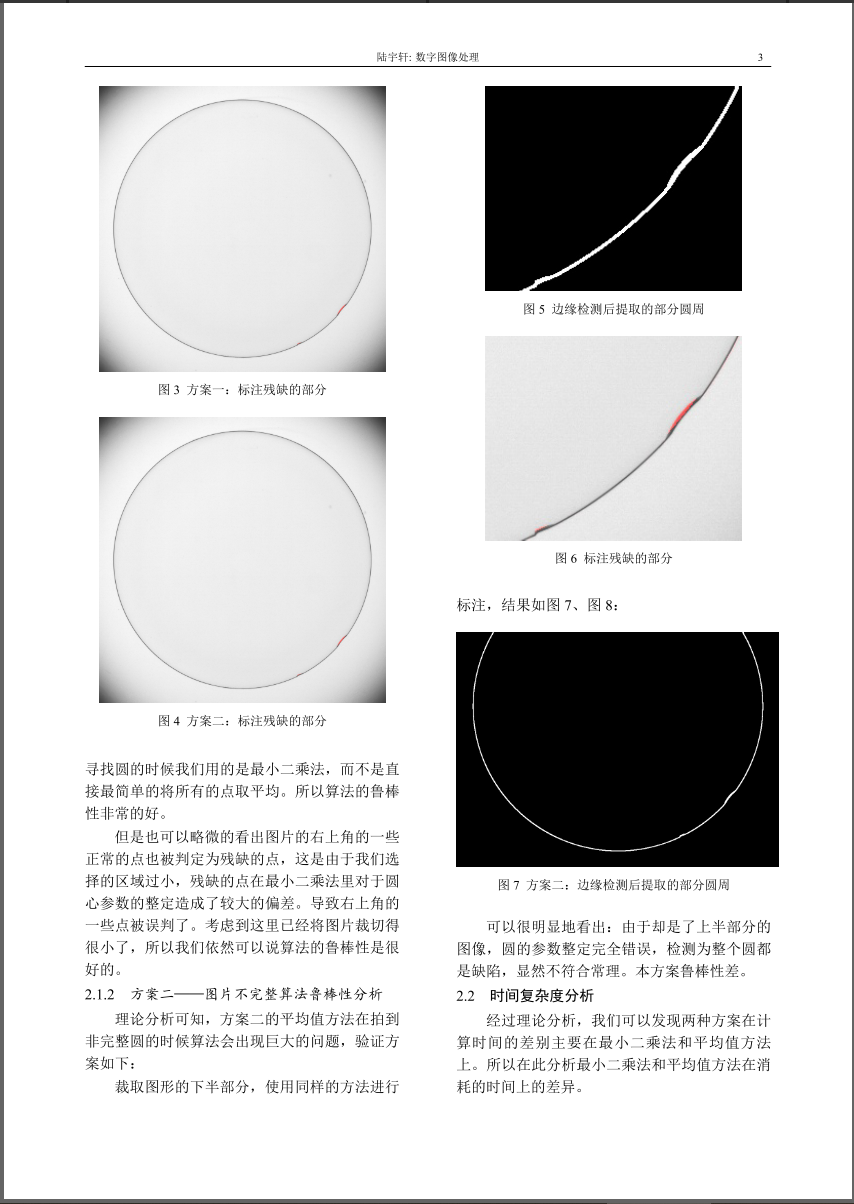 陆宇轩: 数字图像处理
3
图 3 方案一：标注残缺的部分
图 4 方案二：标注残缺的部分
寻找圆的时候我们用的是最小二乘法，而不是直
接最简单的将所有的点取平均。所以算法的鲁棒
性非常的好。
但是也可以略微的看出图片的右上角的一些
正常的点也被判定为残缺的点，这是由于我们选
择的区域过小，残缺的点在最小二乘法里对于圆
心参数的整定造成了较大的偏差。导致右上角的
一些点被误判了。考虑到这里已经将图片裁切得
很小了，所以我们依然可以说算法的鲁棒性是很
好的。
2.1.2 方案二——图片不完整算法鲁棒性分析
理论分析可知，方案二的平均值方法在拍到
非完整圆的时候算法会出现巨大的问题，验证方
案如下：
裁取图形的下半部分，使用同样的方法进行
图 5 边缘检测后提取的部分圆周
图 6 标注残缺的部分
标注，结果如图 7、图 8：
图 7 方案二：边缘检测后提取的部分圆周
可以很明显地看出：由于却是了上半部分的
图像，圆的参数整定完全错误，检测为整个圆都
是缺陷，显然不符合常理。本方案鲁棒性差。
2.2 时间复杂度分析
经过理论分析，我们可以发现两种方案在计
算时间的差别主要在最小二乘法和平均值方法
上。所以在此分析最小二乘法和平均值方法在消
耗的时间上的差异。